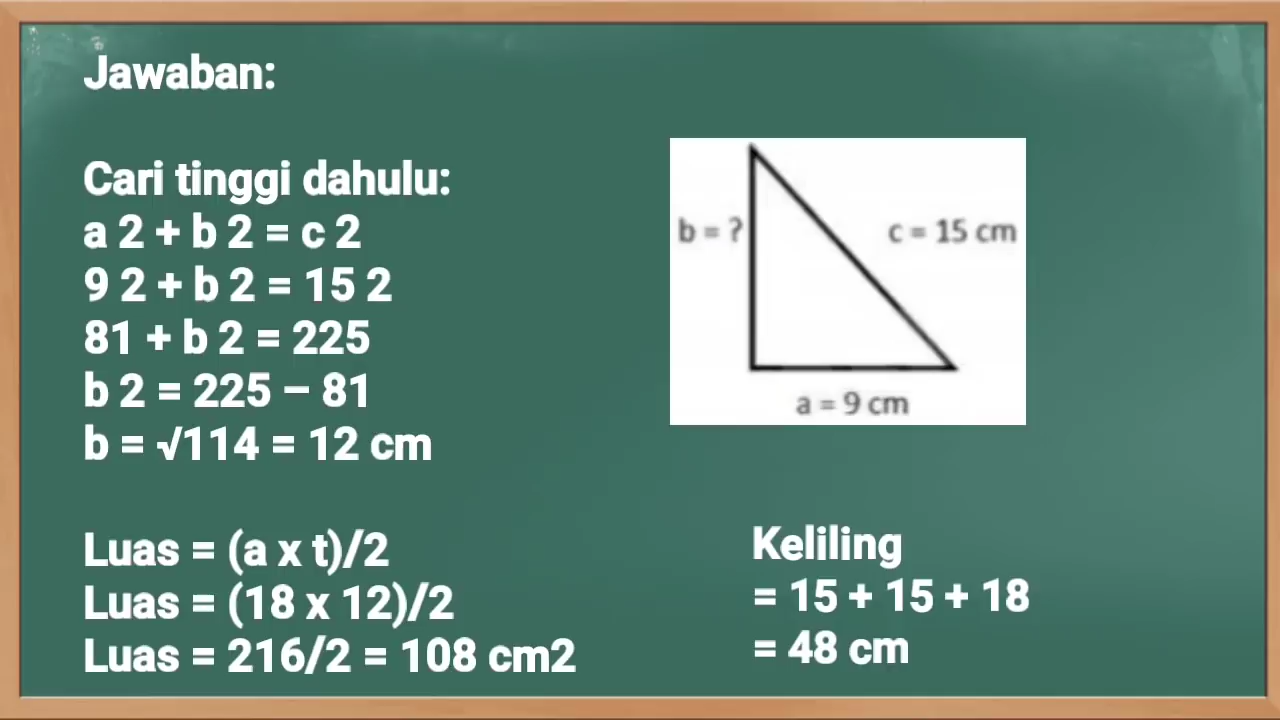 Jawaban:
Cari tinggi dahulu:
a 2 + b 2 = c 2
9 2 + b 2 = 15 2
81 + b 2 = 225
b 2 = 225 – 81
b = √114 = 12 cm
Luas = (a x t)/2
Luas = (18 x 12)/2
Luas = 216/2 = 108 cm2
b = ?
c = 15 cm
a = 9 cm
Keliling
= 15 + 15 + 18
= 48 cm